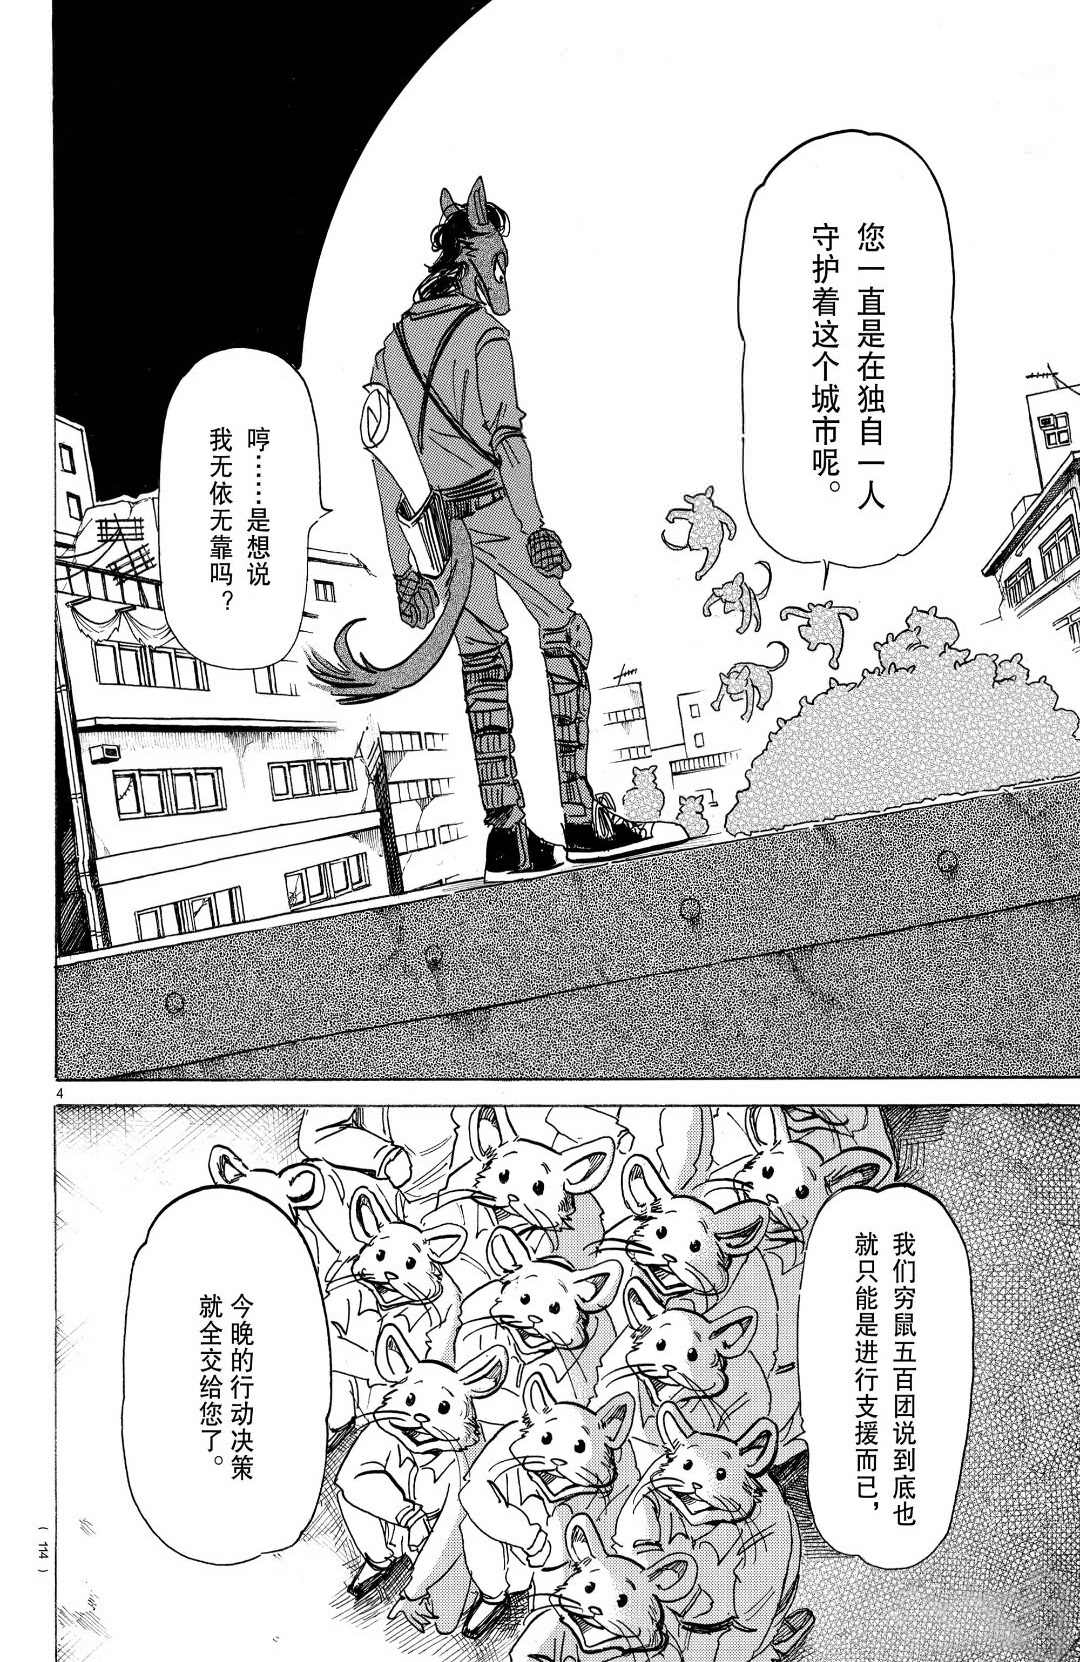 您一直是在独自一人
守护着这个城市呢。
哼……是想说
我无依无靠吗？
4
我们穷鼠五百团说到底也
就只能是进行支援而已，
今晚的行动决策
就全交给您了。
( 114 )